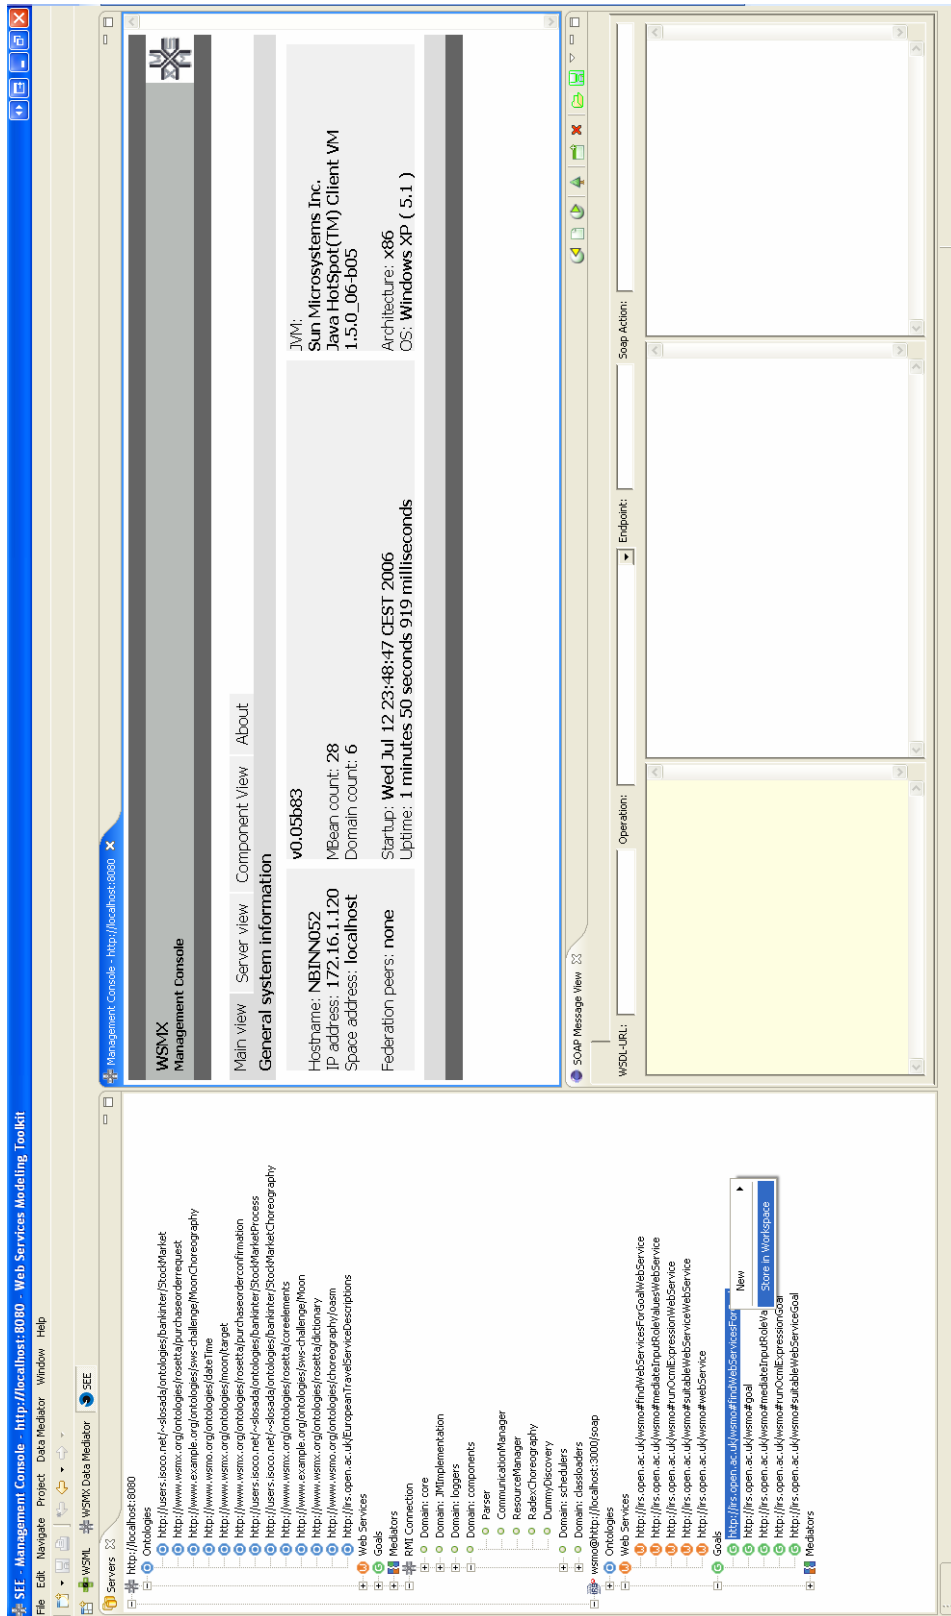 SEE - Management Console - http://localhost:8080 - Web Services Modeling Toolkit
File Edit Navigate Project Data Mediator Window Help
WSML WSMX Data Mediator SEE
Servers
http://localhost:8080
Ontologies
http://users.isoco.net/~slosada/ontologies/bankinter/StockMarket
http://www.wsmx.org/ontologies/rosetta/purchaseorderrequest
http://www.example.org/ontologies/sws-challenge/MoonChoreography
http://www.wsmo.org/ontologies/dateTime
http://www.wsmx.org/ontologies/moon/target
http://www.wsmx.org/ontologies/rosetta/purchaseorderconfirmation
http://users.isoco.net/~slosada/ontologies/bankinter/StockMarketProcess
http://users.isoco.net/~slosada/ontologies/bankinter/StockMarketChoreography
http://www.wsmx.org/ontologies/rosetta/coreelements
http://www.example.org/ontologies/sws-challenge/Moon
http://www.wsmx.org/ontologies/rosetta/dictionary
http://www.wsmo.org/ontologies/choreography/oasm
http://irs.open.ac.uk/EuropeanTravelServiceDescriptions
Web Services
Goals
Mediators
RMI Connection
Domain: core
Domain: JMImplementation
Domain: loggers
Domain: components
Parser
CommunicationManager
ResourceManager
RadexChoreography
DummyDiscovery
Domain: schedulers
Domain: classloaders
wsmo@http://localhost:3000/soap
Ontologies
Web Services
http://irs.open.ac.uk/wsmo#findWebServicesForGoalWebService
http://irs.open.ac.uk/wsmo#mediateInputRoleValuesWebService
http://irs.open.ac.uk/wsmo#runOcmlExpressionWebService
http://irs.open.ac.uk/wsmo#suitableWebServiceWebService
http://irs.open.ac.uk/wsmo#webService
Goals
http://irs.open.ac.uk/wsmo#findWebServicesFor
http://irs.open.ac.uk/wsmo#goal
http://irs.open.ac.uk/wsmo#mediateInputRoleVa
http://irs.open.ac.uk/wsmo#runOcmlExpressionGoal
http://irs.open.ac.uk/wsmo#suitableWebServiceGoal
Mediators
New
Store in Workspace
Management Console - http://localhost:8080
WSMX
Management Console
Main view Server view Component View About
General system information
Hostname: NBINN052
IP address: 172.16.1.120
Space address: localhost
Federation peers: none
v0.05b83
MBean count: 28
Domain count: 6
Startup: Wed Jul 12 23:48:47 CEST 2006
Uptime: 1 minutes 50 seconds 919 milliseconds
JVM:
Sun Microsystems Inc.
Java HotSpot(TM) Client VM
1.5.0_06-b05
Architecture: x86
OS: Windows XP ( 5.1 )
SOAP Message View
WSDL-URL: Operation: Endpoint: Soap Action: